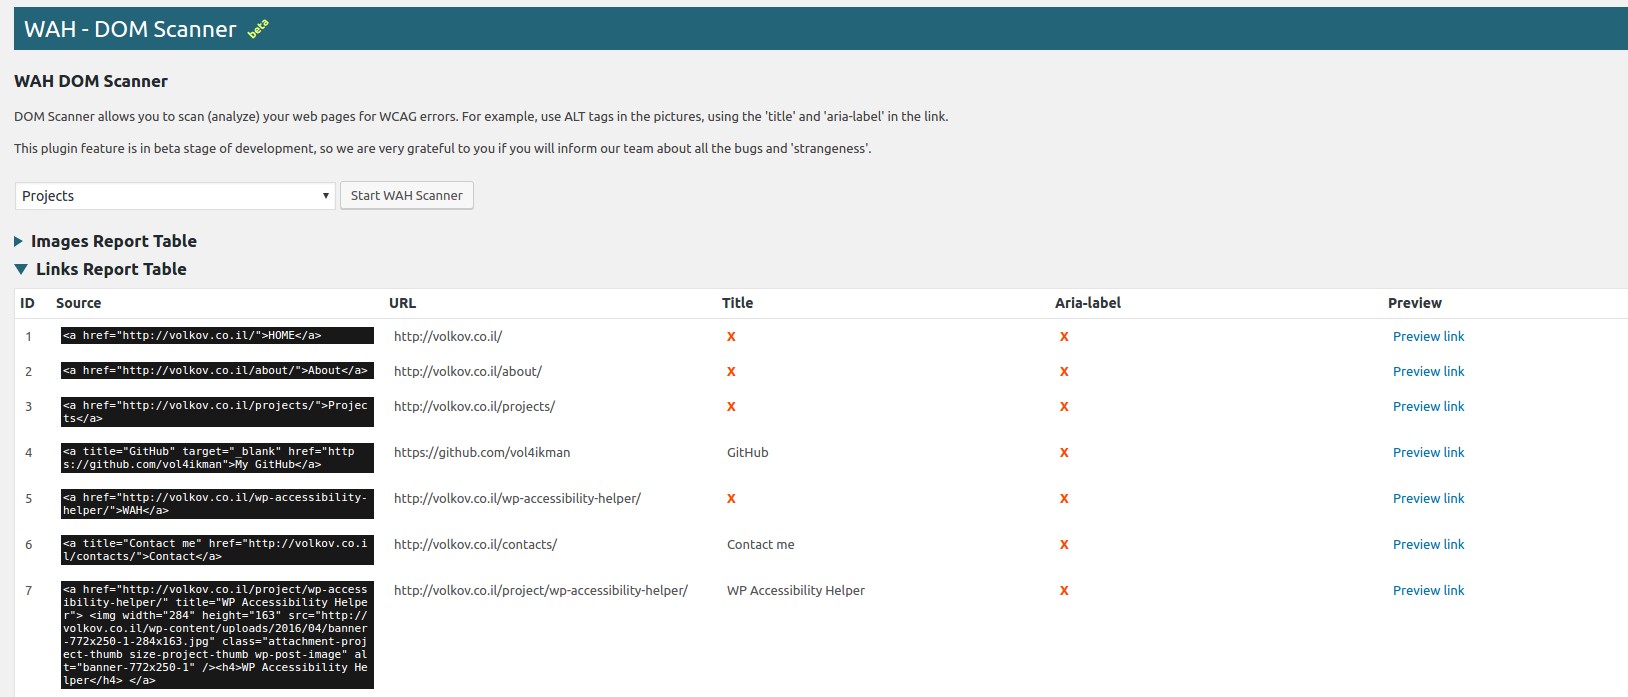 WAH - DOM Scanner beta
WAH DOM Scanner
DOM Scanner allows you to scan (analyze) your web pages for WCAG errors. For example, use ALT tags in the pictures, using the 'title' and 'aria-label' in the link.
This plugin feature is in beta stage of development, so we are very grateful to you if you will inform our team about all the bugs and 'strangeness'.
Projects
Start WAH Scanner
Images Report Table
Links Report Table
ID Source URL Title Aria-label Preview
1 <a href="http://volkov.co.il/">HOME</a> http://volkov.co.il/ X X Preview link
2 <a href="http://volkov.co.il/about/">About</a> http://volkov.co.il/about/ X X Preview link
3 <a href="http://volkov.co.il/projects/">Projec http://volkov.co.il/projects/ X X Preview link
ts</a>
4 <a title="GitHub" target="_blank" href="http https://github.com/vol4ikman GitHub X Preview link
s://github.com/vol4ikman">My GitHub</a>
5 <a href="http://volkov.co.il/wp-accessibility- http://volkov.co.il/wp-accessibility-helper/ X X Preview link
helper/">WAH</a>
6 <a title="Contact me" href="http://volkov.co.i http://volkov.co.il/contacts/ Contact me X Preview link
l/contacts/">Contact</a>
7 <a href="http://volkov.co.il/project/wp-access http://volkov.co.il/project/wp-accessibility-helper/ WP Accessibility Helper X Preview link
ibility-helper/" title="WP Accessibility Helpe
r"> <img width="284" height="163" src="http://
volkov.co.il/wp-content/uploads/2016/04/banner
-772x250-1-284x163.jpg" class="attachment-proj
ect-thumb size-project-thumb wp-post-image" al
t="banner-772x250-1" /><h4>WP Accessibility He
lper</h4> </a>